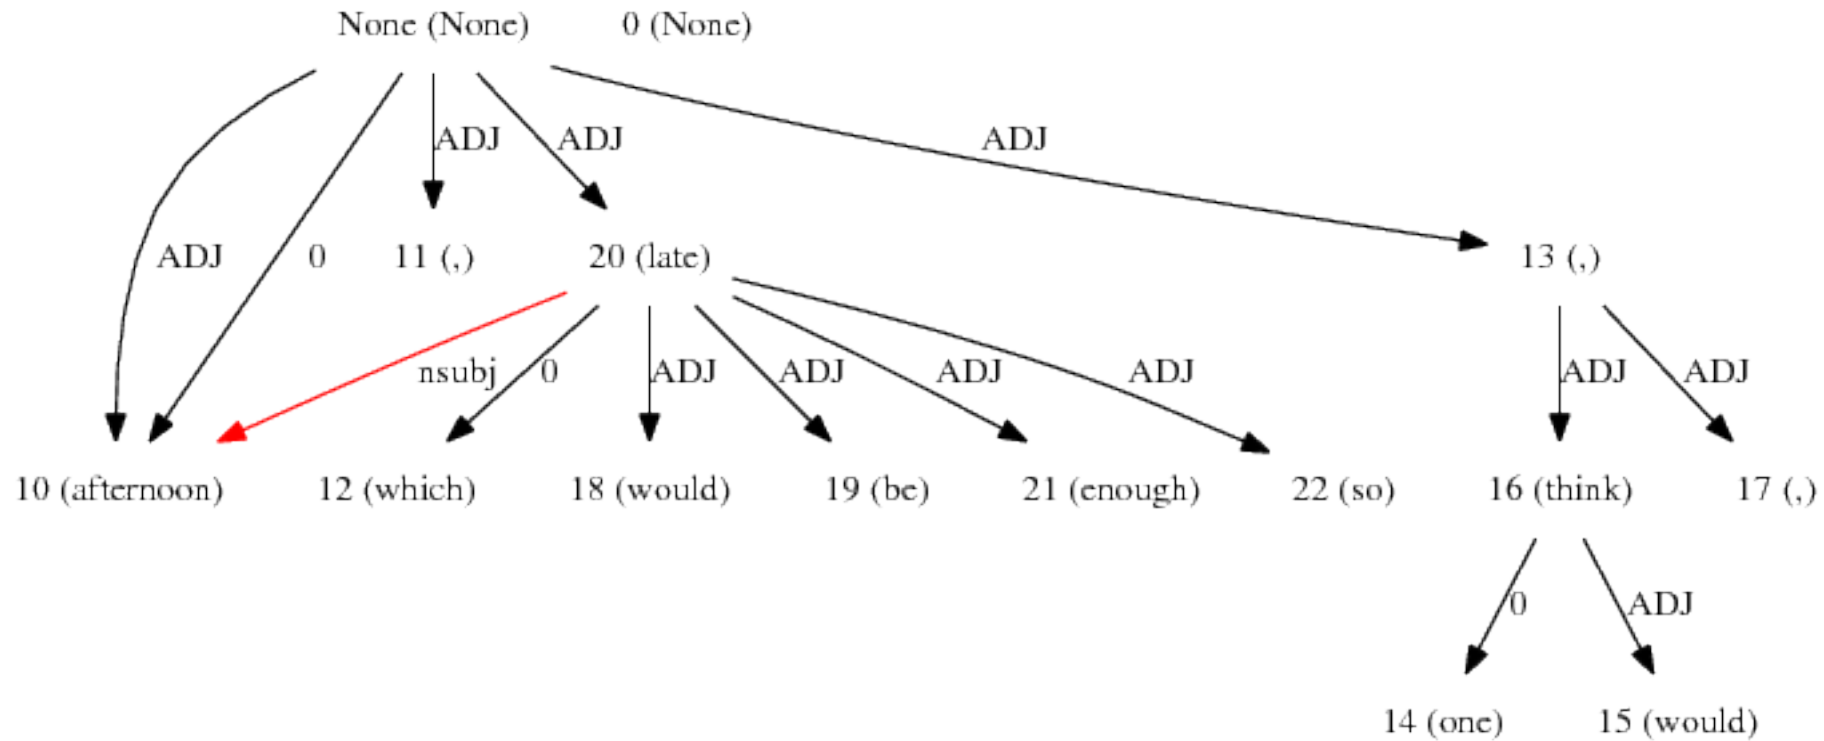 None (None) 0 (None)
ADJ ADJ ADJ
ADJ 0 11 (,) 20 (late) 13 (,)
nsubj 0 ADJ ADJ ADJ ADJ ADJ ADJ
10 (afternoon) 12 (which) 18 (would) 19 (be) 21 (enough) 22 (so) 16 (think) 17 (,)
0 ADJ
14 (one) 15 (would)